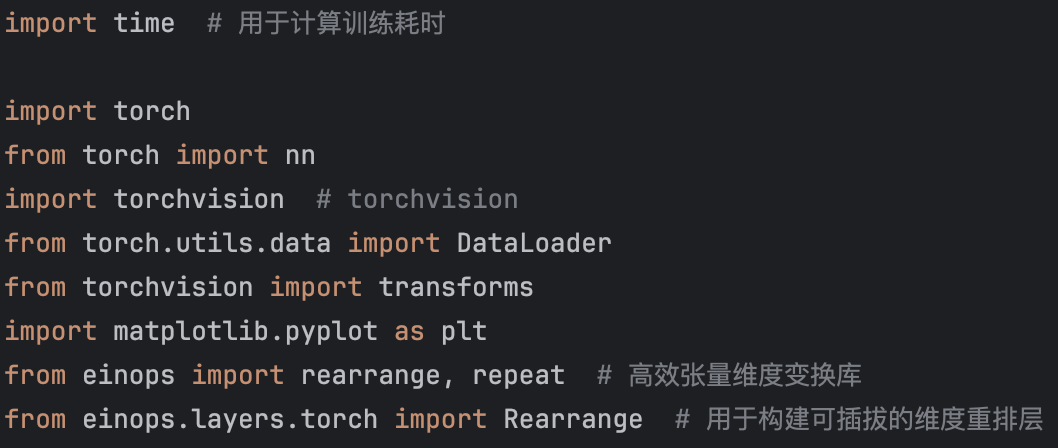 import time  # 用于计算训练耗时
import torch
from torch import nn
import torchvision  # torchvision
from torch.utils.data import DataLoader
from torchvision import transforms
import matplotlib.pyplot as plt
from einops import rearrange, repeat  # 高效张量维度变换库
from einops.layers.torch import Rearrange  # 用于构建可插拔的维度重排层